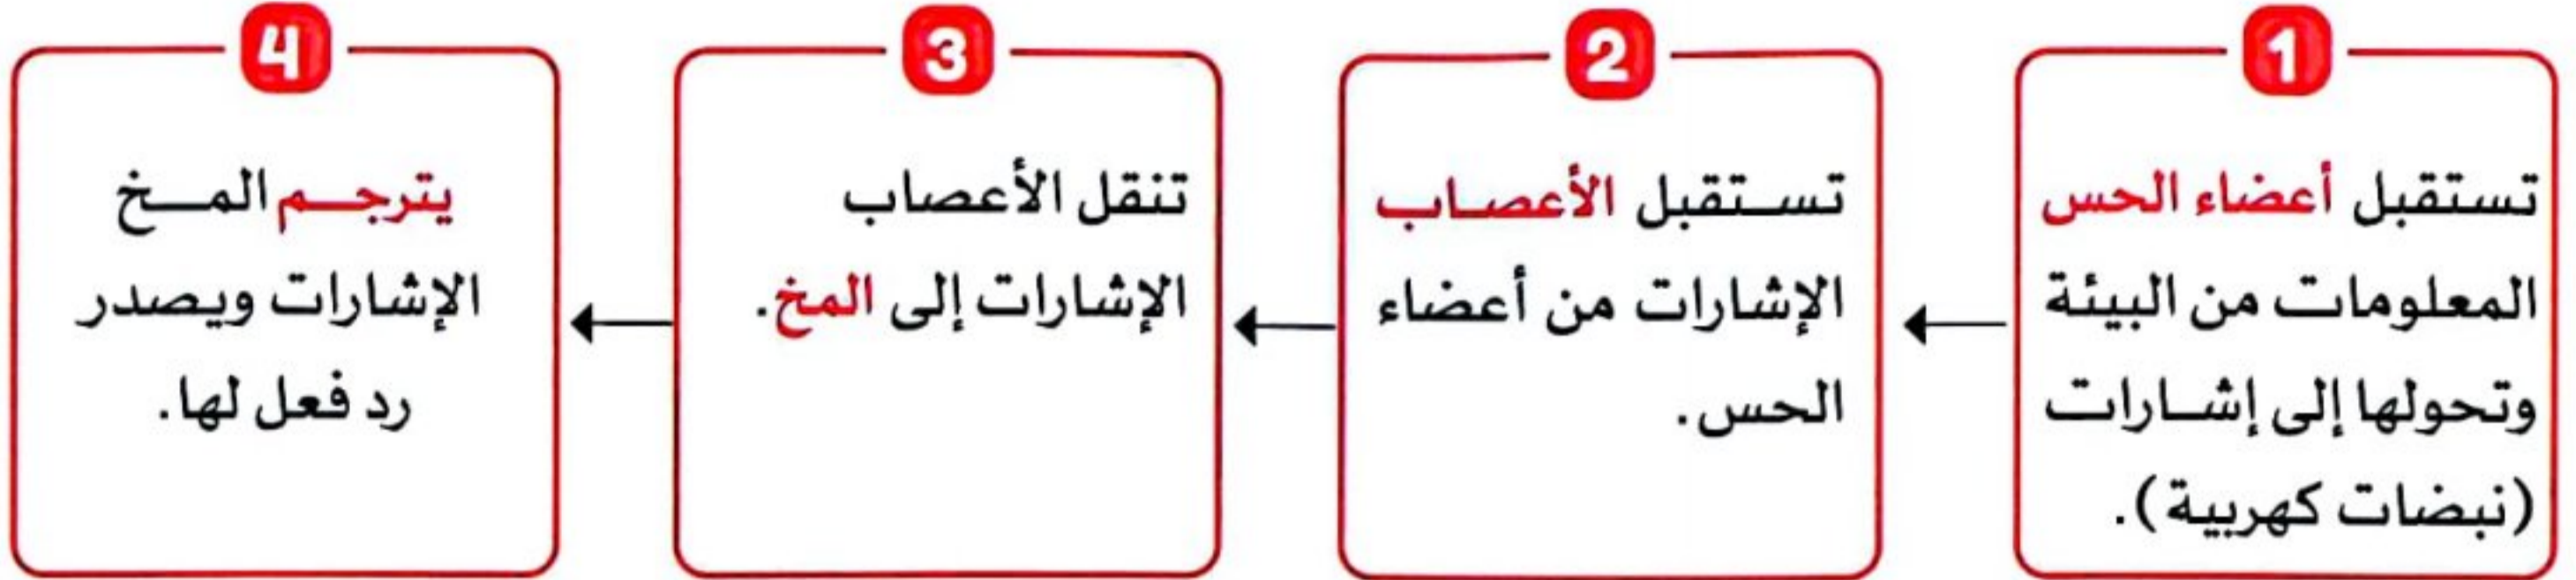 1
تستقبل أعضاء الحس
المعلومات من البيئة
وتحولها إلى إشارات
(نبضات كهربية).
2
تستقبل الأعصاب
الإشارات من أعضاء
الحس.
3
تنقل الأعصاب
الإشارات إلى المخ.
4
يترجم المخ
الإشارات ويصدر
رد فعل لها.